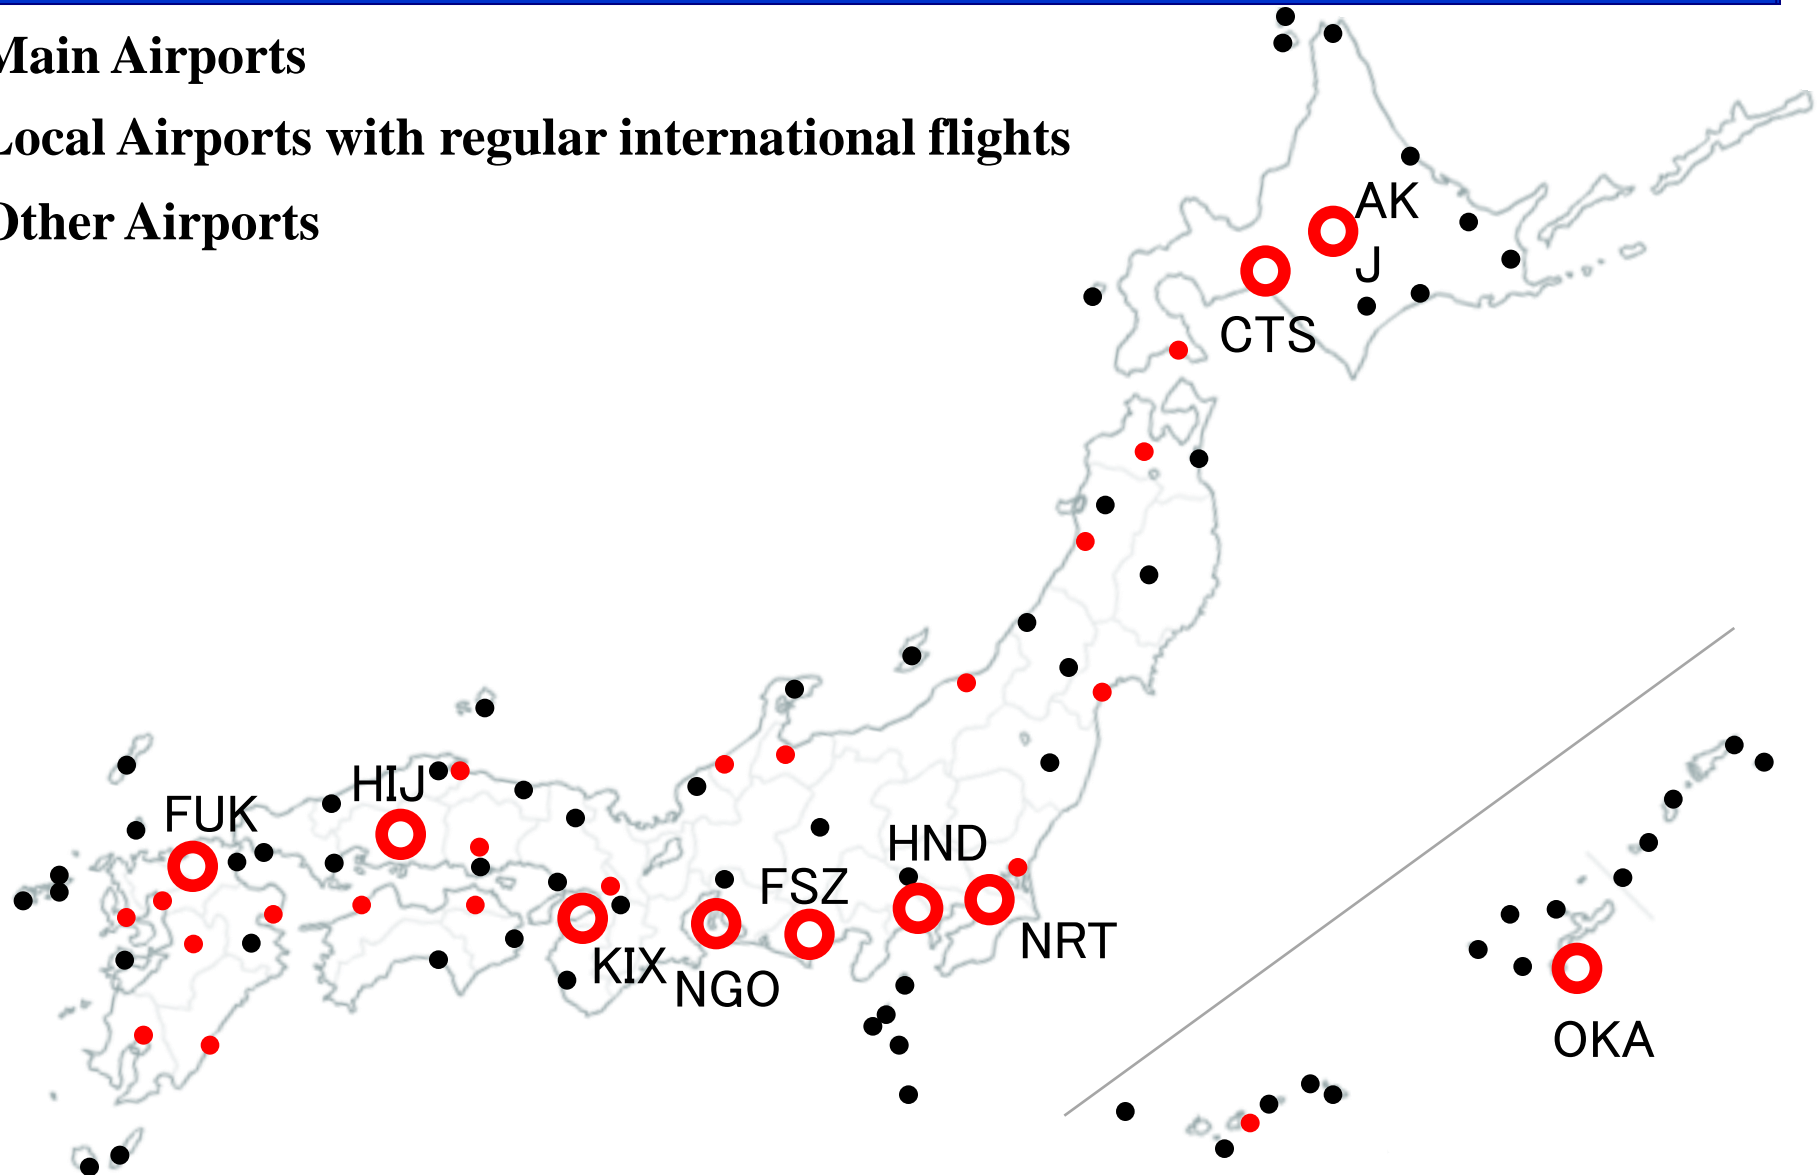 Main Airports
Local Airports with regular international flights
Other Airports
AK
J
CTS
HIJ
FUK
HND
FSZ
NRT
KIX
NGO
OKA